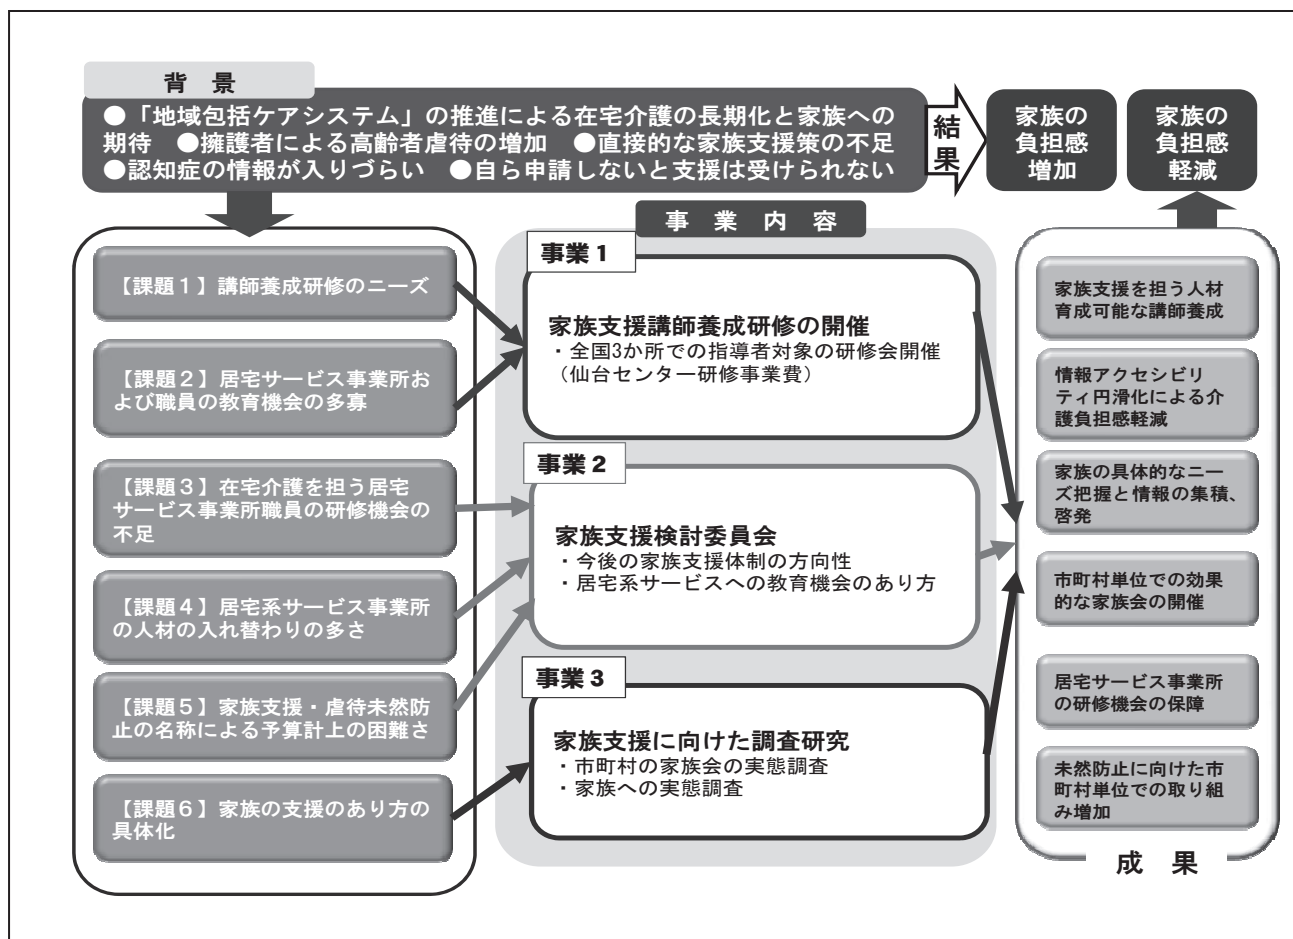 背 景
●「地域包括ケアシステム」の推進による在宅介護の長期化と家族への
期待 ●擁護者による高齢者虐待の増加 ●直接的な家族支援策の不足
●認知症の情報が入りづらい ●自ら申請しないと支援は受けられない
結
果
家族の
負担感
増加
家族の
負担感
軽減
【課題1】講師養成研修のニーズ
【課題2】居宅サービス事業所お
よび職員の教育機会の多寡
【課題3】在宅介護を担う居宅
サービス事業所職員の研修機会の
不足
【課題4】居宅系サービス事業所
の人材の入れ替わりの多さ
【課題5】家族支援・虐待未然防
止の名称による予算計上の困難さ
【課題6】家族の支援のあり方の
具体化
事 業 内 容
事業1
家族支援講師養成研修の開催
・全国3か所での指導者対象の研修会開催
（仙台センター研修事業費）
事業2
家族支援検討委員会
・今後の家族支援体制の方向性
・居宅系サービスへの教育機会のあり方
事業3
家族支援に向けた調査研究
・市町村の家族会の実態調査
・家族への実態調査
家族支援を担う人材
育成可能な講師養成
情報アクセシビリ
ティ円滑化による介
護負担感軽減
家族の具体的なニー
ズ把握と情報の集積、
啓発
市町村単位での効果
的な家族会の開催
居宅サービス事業所
の研修機会の保障
未然防止に向けた市
町村単位での取り組
み増加
成 果